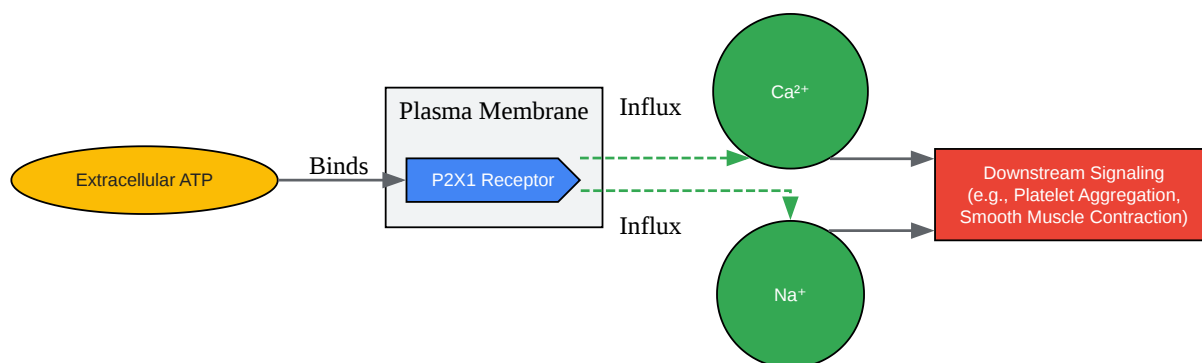 Extracellular ATP
Binds
Plasma Membrane
P2X1 Receptor
Influx
Influx
Ca²⁺
Na⁺
Downstream Signaling
(e.g., Platelet Aggregation,
Smooth Muscle Contraction)